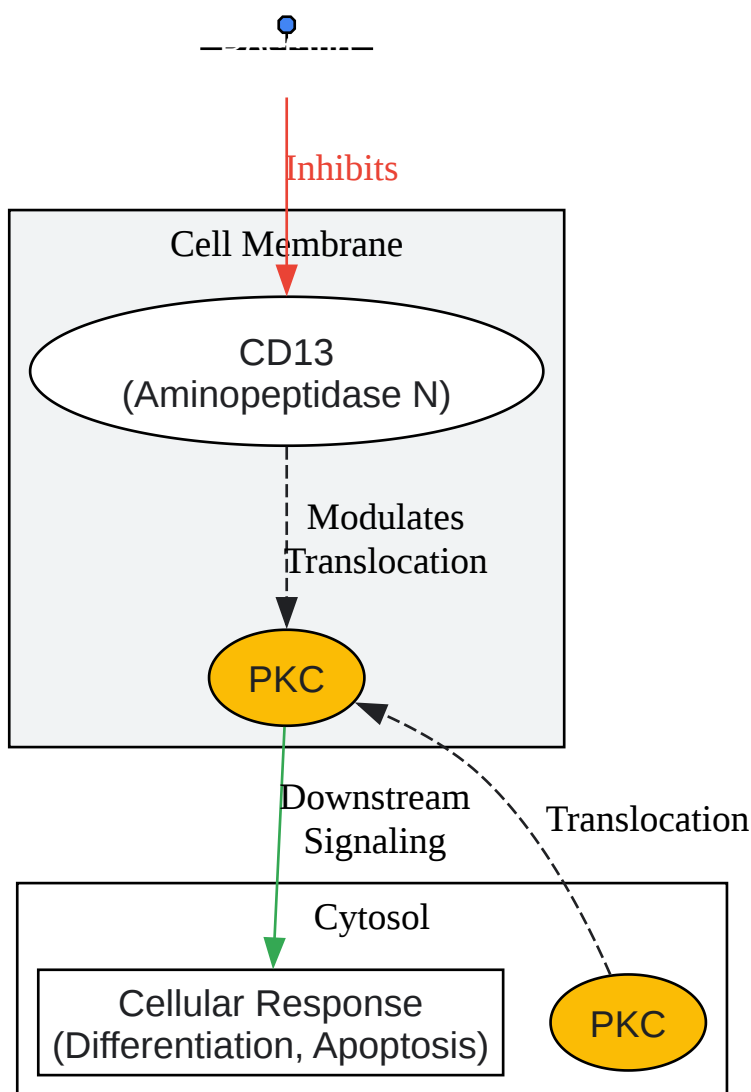 Inhibits
Cell Membrane
CD13
(Aminopeptidase N)
Modulates
Translocation
PKC
Downstream
Signaling
Translocation
Cytosol
Cellular Response
(Differentiation, Apoptosis)
PKC